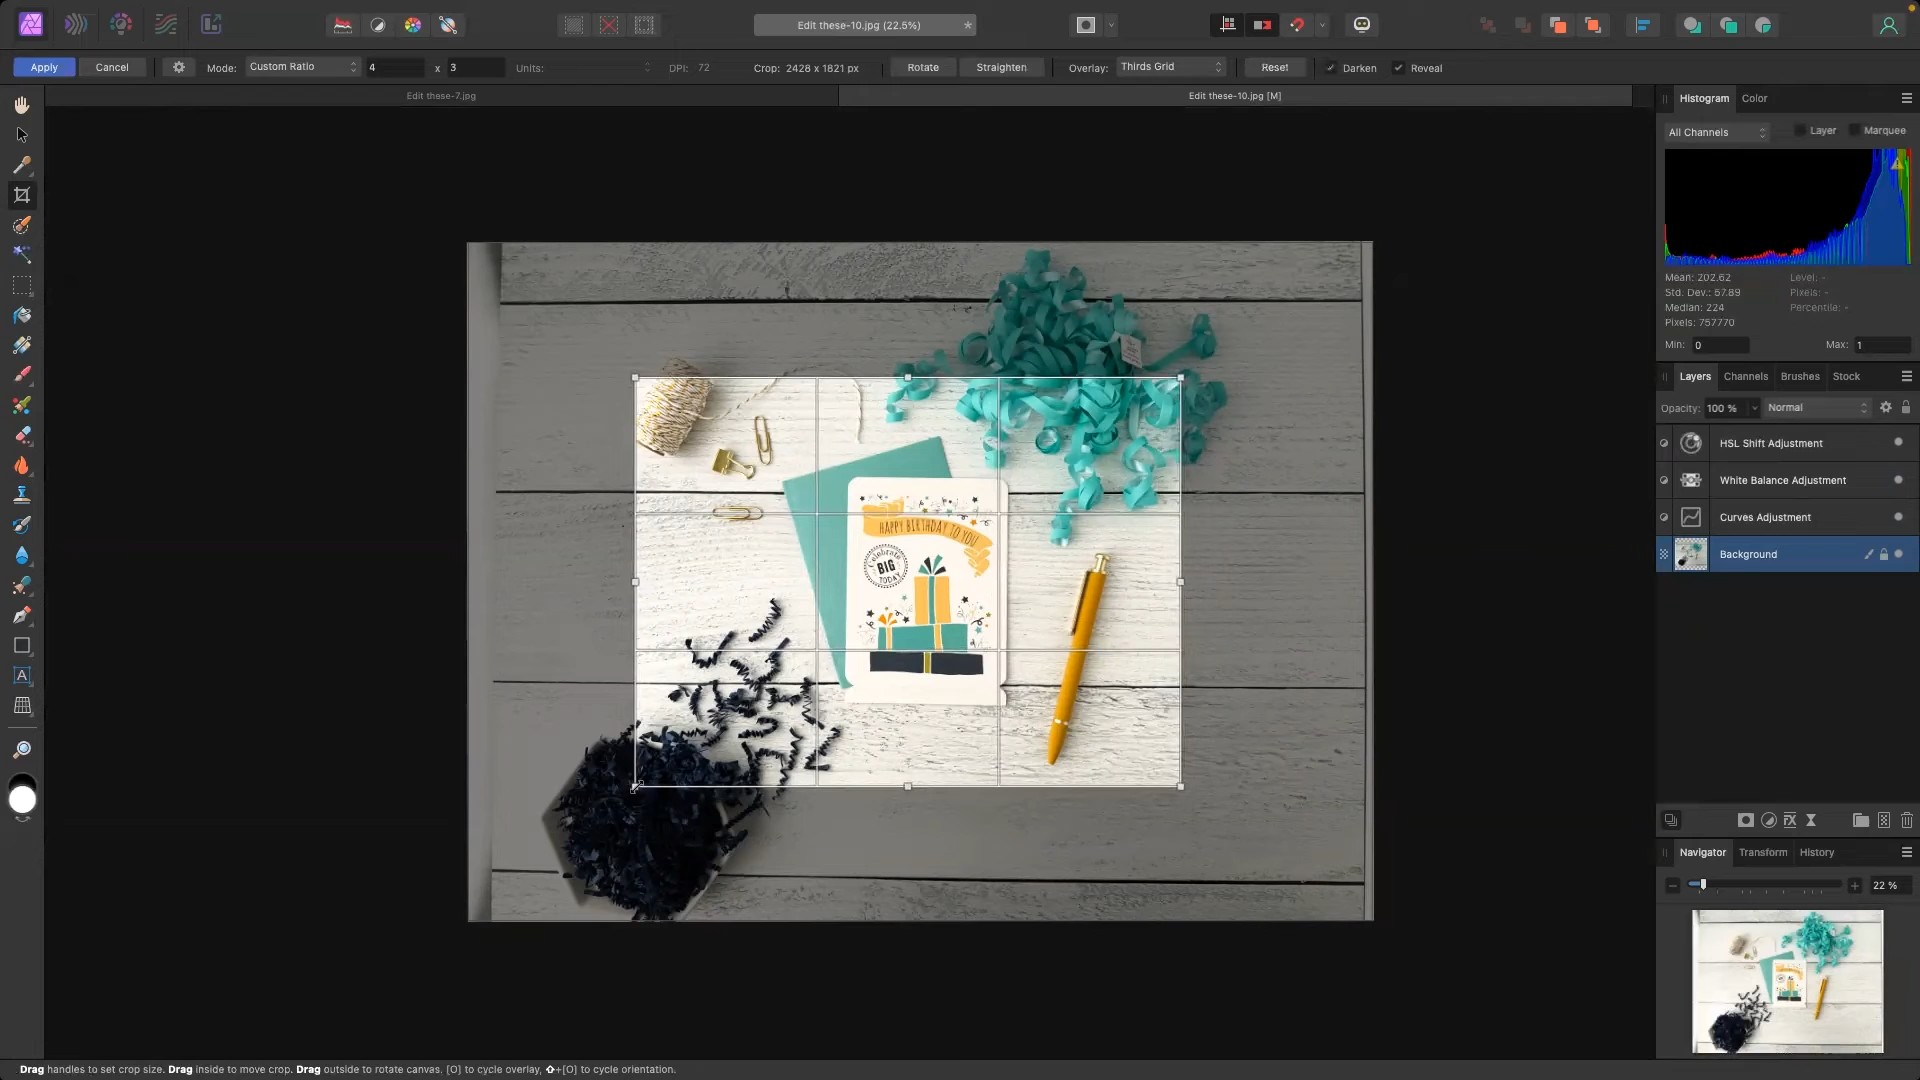 Edit these-10.jpg (22.5%) *
Apply Cancel Mode: Custom Ratio 4 x 3 Units: DPI: 72 Crop: 2428 x 1821 px Rotate Straighten Overlay: Thirds Grid Reset Darken Reveal
Edit these-7.jpg Edit these-10.jpg [M]
Histogram Color
All Channels Layer Marquee
Mean: 202.62 Level: -
Std. Dev.: 57.89 Pixels: -
Median: 224 Percentile: -
Pixels: 757770
Min: 0 Max: 1
Layers Channels Brushes Stock
Opacity: 100 % Normal
HSL Shift Adjustment
White Balance Adjustment
Curves Adjustment
Background
HAPPY BIRTHDAY TO YOU
Celebrate
BIG
TODAY
A
Navigator Transform History
22 %
Drag handles to set crop size. Drag inside to move crop. Drag outside to rotate canvas. [O] to cycle overlay, ⇧+[O] to cycle orientation.